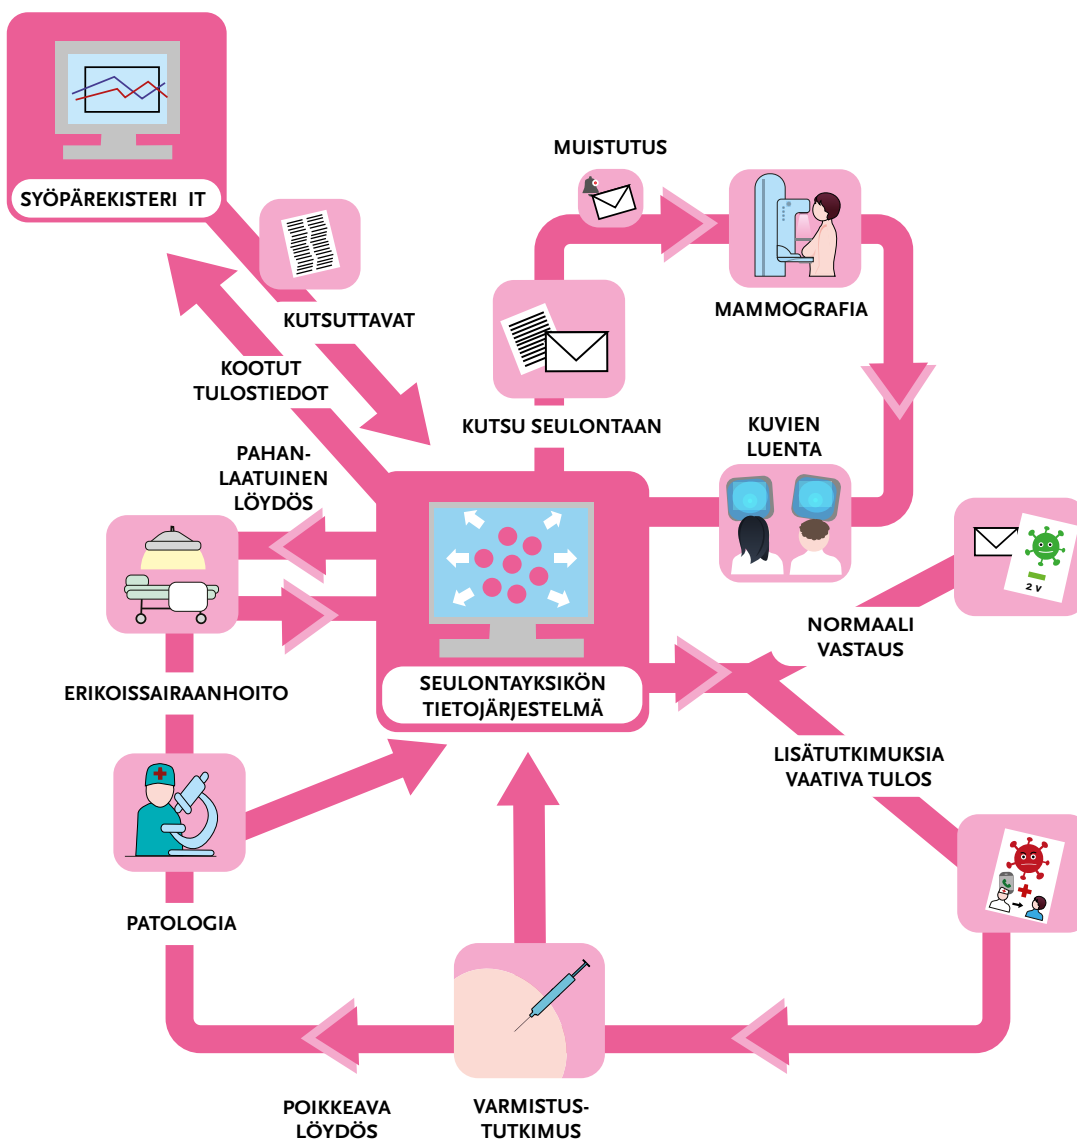 SYÖPÄREKISTERI IT
MUISTUTUS
MAMMOGRAFIA
KUTSUTTAVAT
KOOTUT
TULOSTIEDOT
KUTSU SEULONTAAN
KUVIEN
LUENTA
PAHAN-
LAATUINEN
LÖYDÖS
2 V
NORMAALI
VASTAUS
ERIKOISSAIRAANHOITO
SEULONTAYKSIKÖN
TIETOJÄRJESTELMÄ
LISÄTUTKIMUKSIA
VAATIVA TULOS
PATOLOGIA
POIKKEAVA
LÖYDÖS
VARMISTUS-
TUTKIMUS